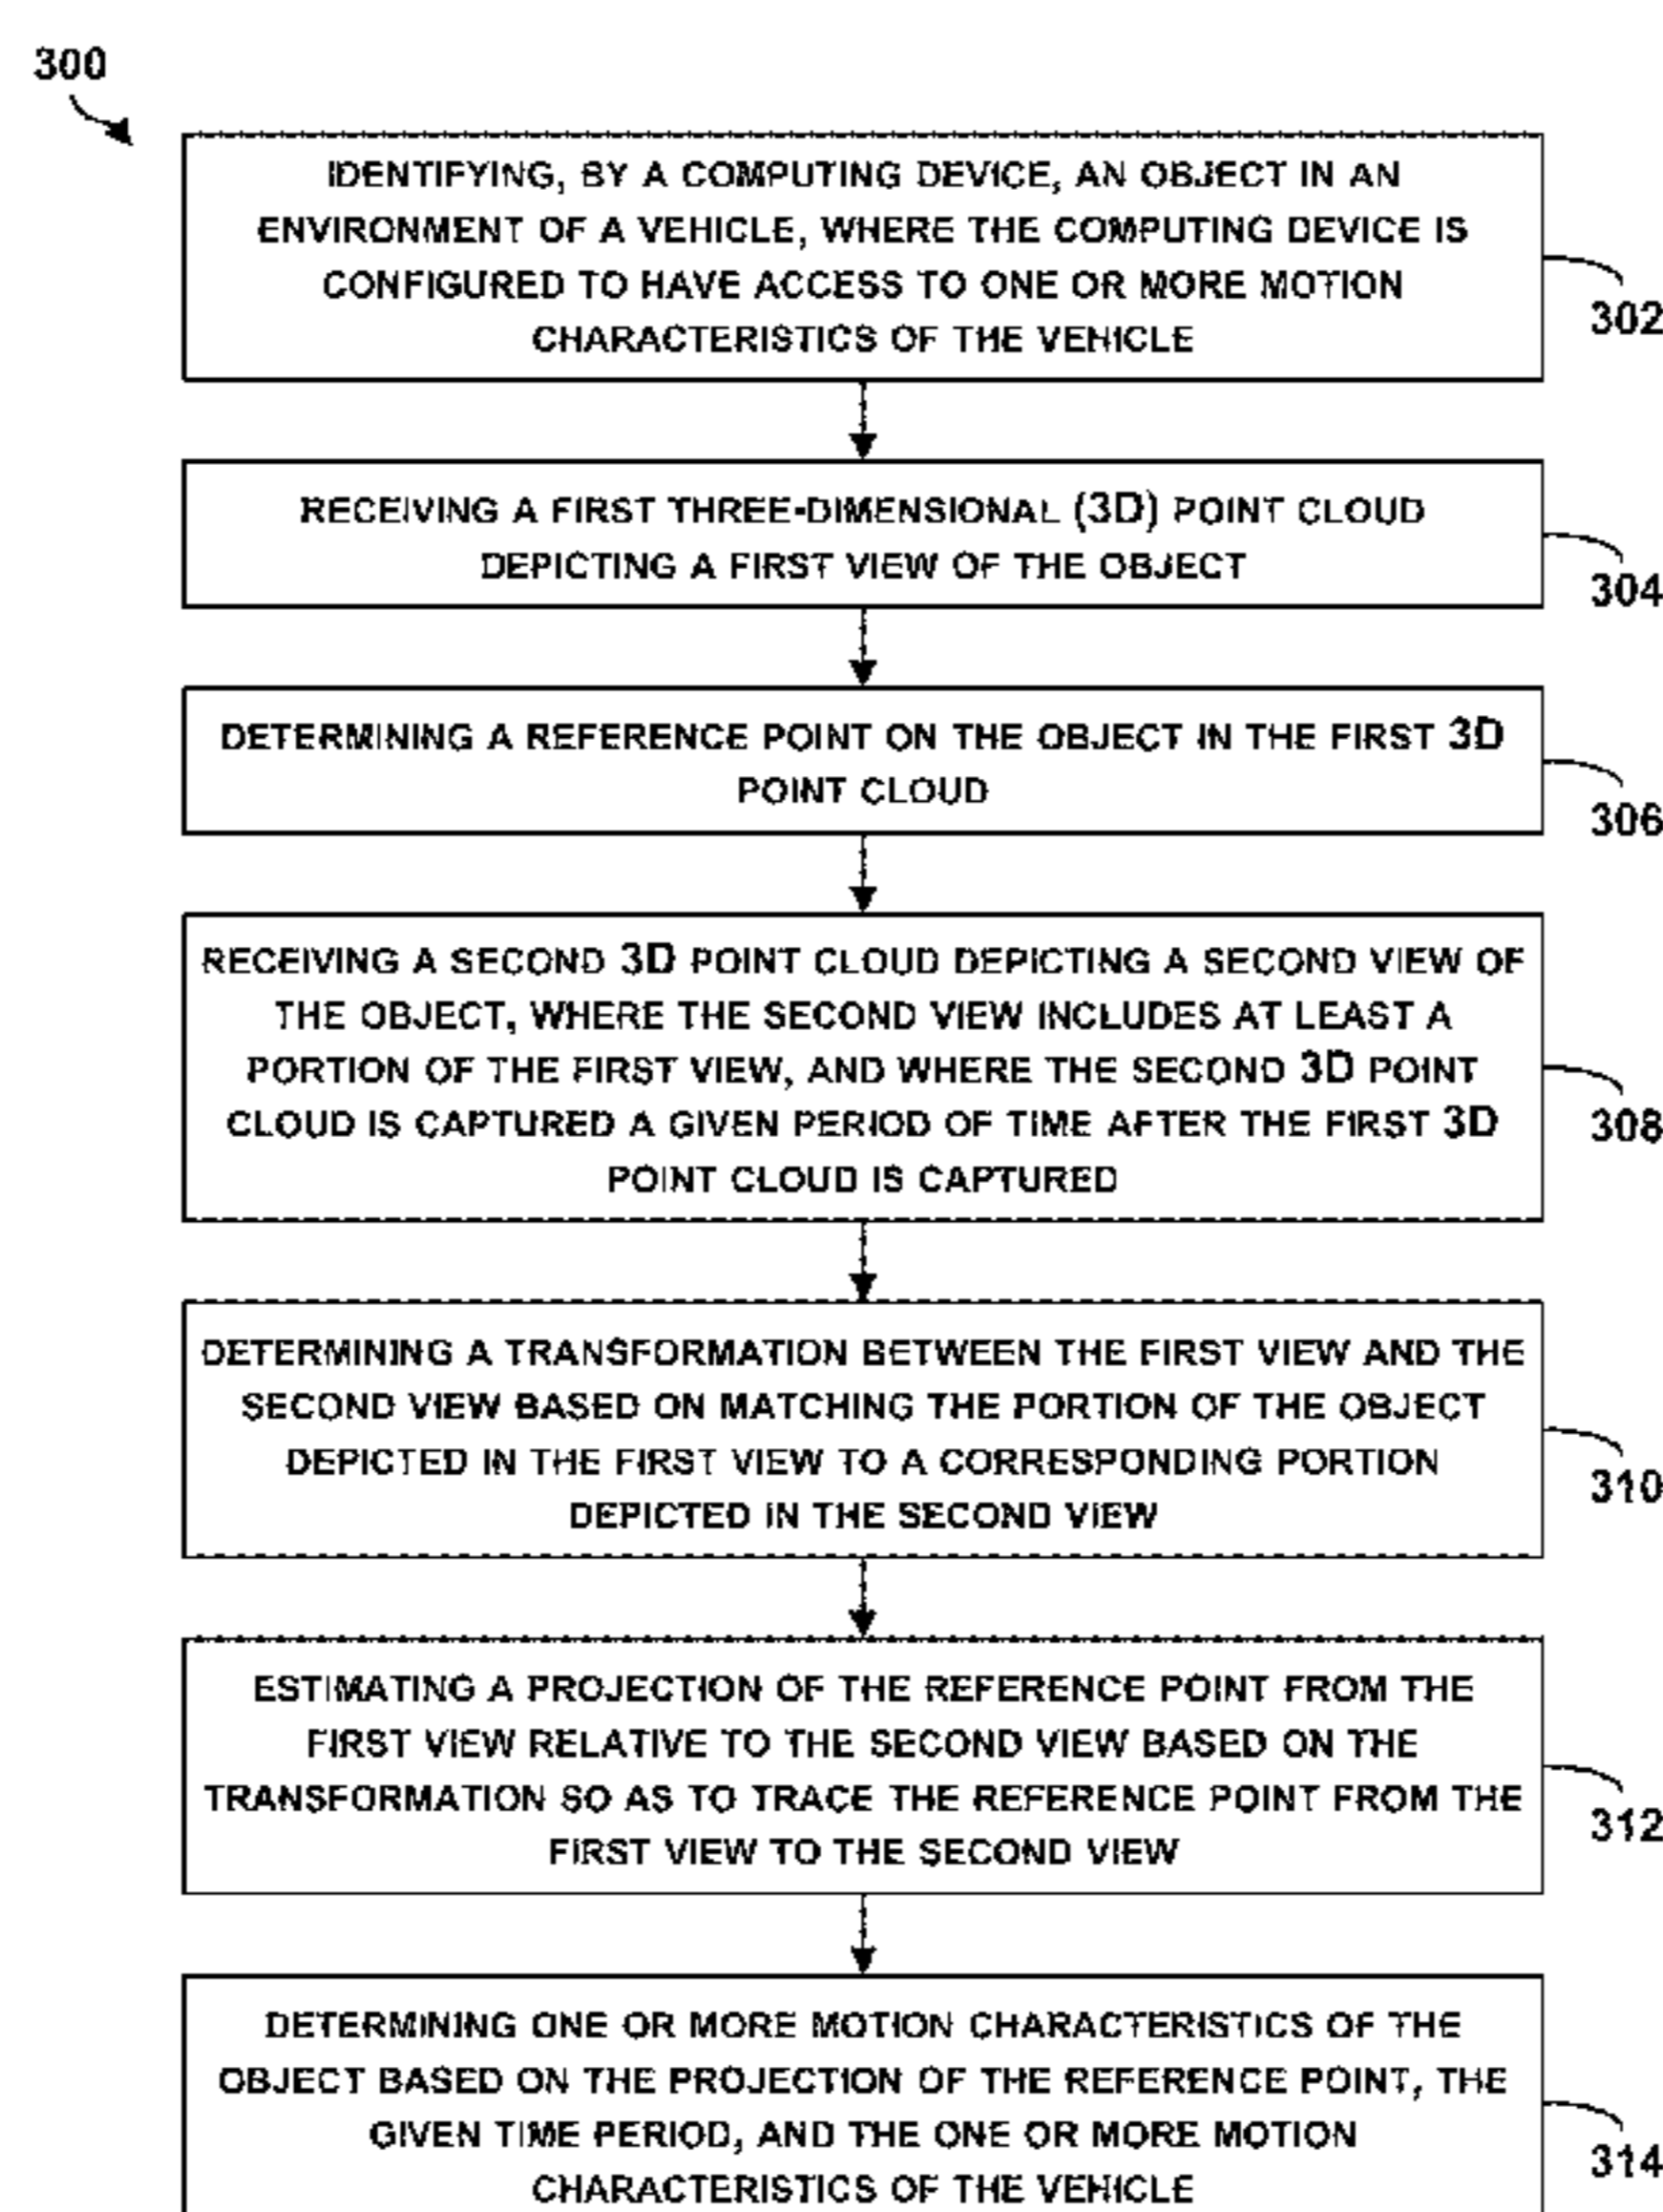 300
IDENTIFYING, BY A COMPUTING DEVICE, AN OBJECT IN AN
ENVIRONMENT OF A VEHICLE, WHERE THE COMPUTING DEVICE IS
CONFIGURED TO HAVE ACCESS TO ONE OR MORE MOTION
CHARACTERISTICS OF THE VEHICLE
302
RECEIVING A FIRST THREE-DIMENSIONAL (3D) POINT CLOUD
DEPICTING A FIRST VIEW OF THE OBJECT
304
DETERMINING A REFERENCE POINT ON THE OBJECT IN THE FIRST 3D
POINT CLOUD
306
RECEIVING A SECOND 3D POINT CLOUD DEPICTING A SECOND VIEW OF
THE OBJECT, WHERE THE SECOND VIEW INCLUDES AT LEAST A
PORTION OF THE FIRST VIEW, AND WHERE THE SECOND 3D POINT
CLOUD IS CAPTURED A GIVEN PERIOD OF TIME AFTER THE FIRST 3D
POINT CLOUD IS CAPTURED
308
DETERMINING A TRANSFORMATION BETWEEN THE FIRST VIEW AND THE
SECOND VIEW BASED ON MATCHING THE PORTION OF THE OBJECT
DEPICTED IN THE FIRST VIEW TO A CORRESPONDING PORTION
DEPICTED IN THE SECOND VIEW
310
ESTIMATING A PROJECTION OF THE REFERENCE POINT FROM THE
FIRST VIEW RELATIVE TO THE SECOND VIEW BASED ON THE
TRANSFORMATION SO AS TO TRACE THE REFERENCE POINT FROM THE
FIRST VIEW TO THE SECOND VIEW
312
DETERMINING ONE OR MORE MOTION CHARACTERISTICS OF THE
OBJECT BASED ON THE PROJECTION OF THE REFERENCE POINT, THE
GIVEN TIME PERIOD, AND THE ONE OR MORE MOTION
CHARACTERISTICS OF THE VEHICLE
314